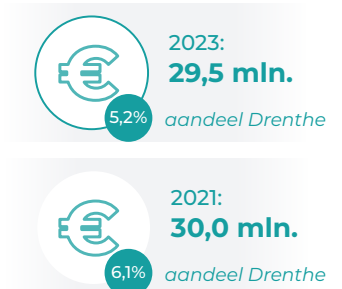 2023:
29,5 mln.
5,2% aandeel Drenthe
2021:
30,0 mln.
6,1% aandeel Drenthe